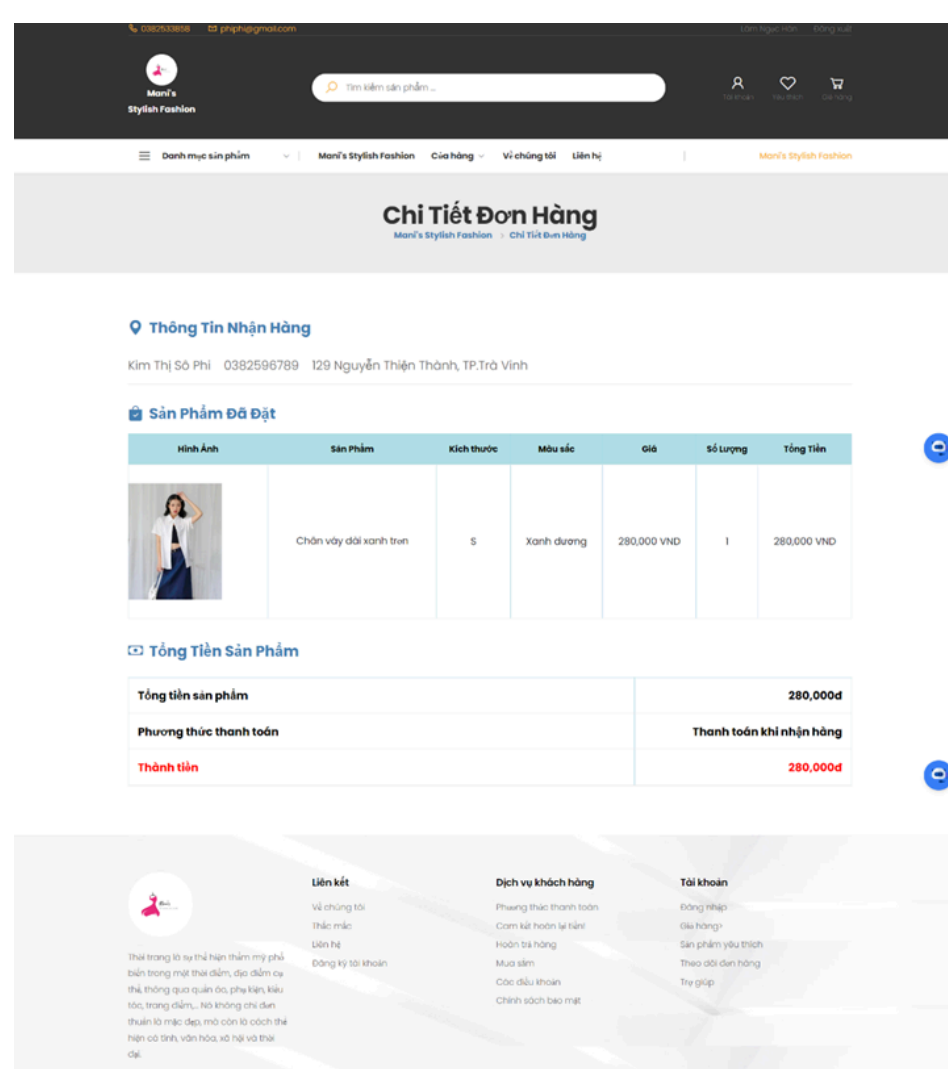 0382533858 phiphi@gmail.com Lâm Ngọc Hân Đăng xuất
Mani's
Stylish Fashion
Tìm kiếm sản phẩm ...
Tài khoản Yêu thích Giỏ hàng
Danh mục sản phẩm Mani's Stylish Fashion Cửa hàng Về chúng tôi Liên hệ Mani's Stylish Fashion
Chi Tiết Đơn Hàng
Mani's Stylish Fashion > Chi Tiết Đơn Hàng
Thông Tin Nhận Hàng
Kim Thị Sô Phi 0382596789 129 Nguyễn Thiện Thành, TP.Trà Vinh
Sản Phẩm Đã Đặt
Hình Ảnh Sản Phẩm Kích thước Màu sắc Giá Số Lượng Tổng Tiền
Chân váy dài xanh trơn S Xanh dương 280,000 VND 1 280,000 VND
Tổng Tiền Sản Phẩm
Tổng tiền sản phẩm 280,000đ
Phương thức thanh toán Thanh toán khi nhận hàng
Thành tiền 280,000đ
Thời trang là sự thể hiện thẩm mỹ phổ
biến trong một thời điểm, địa điểm cụ
thể, thông qua quần áo, phụ kiện, kiểu
tóc, trang điểm,... Nó không chỉ đơn
thuần là mặc đẹp, mà còn là cách thể
hiện cá tính, văn hóa, xã hội và thời
đại.
Liên kết
Về chúng tôi
Thắc mắc
Liên hệ
Đăng ký tài khoản
Dịch vụ khách hàng
Phương thức thanh toán
Cam kết hoàn lại tiền!
Hoàn trả hàng
Mua sắm
Các điều khoản
Chính sách bảo mật
Tài khoản
Đăng nhập
Giỏ hàng>
Sản phẩm yêu thích
Theo dõi đơn hàng
Trợ giúp